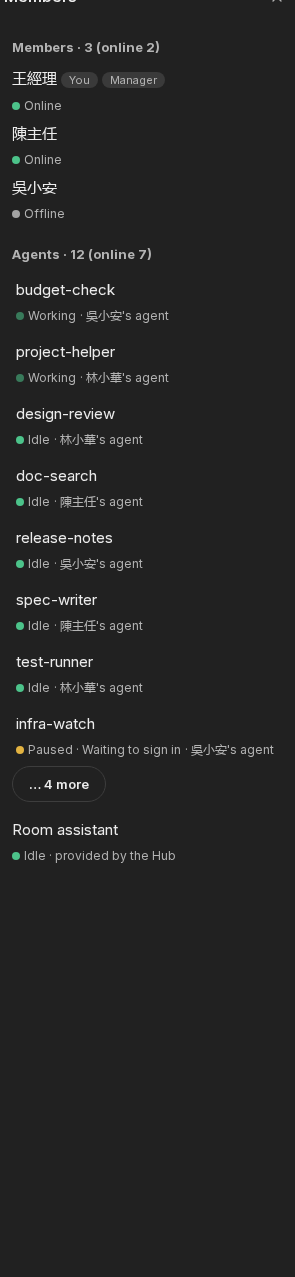 Members · 3 (online 2)
王經理 You Manager
Online
陳主任
Online
吳小安
Offline
Agents · 12 (online 7)
budget-check
Working · 吳小安's agent
project-helper
Working · 林小華's agent
design-review
Idle · 林小華's agent
doc-search
Idle · 陳主任's agent
release-notes
Idle · 吳小安's agent
spec-writer
Idle · 陳主任's agent
test-runner
Idle · 林小華's agent
infra-watch
Paused · Waiting to sign in · 吳小安's agent
… 4 more
Room assistant
Idle · provided by the Hub